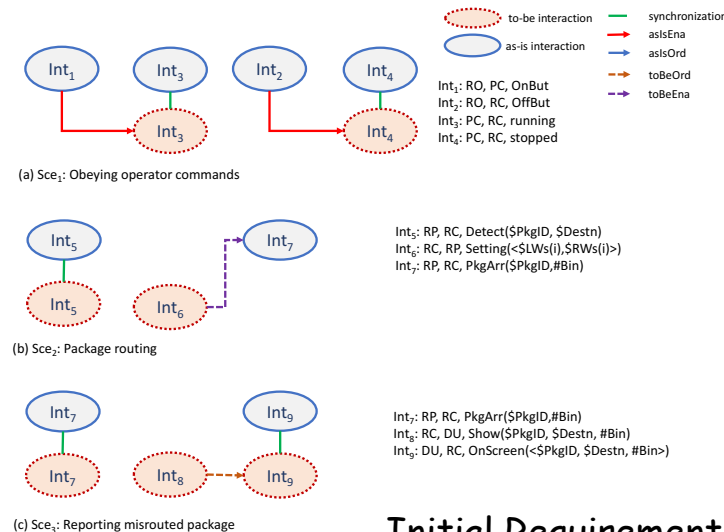 to-be interaction
as-is interaction
synchronization
asIsEna
asIsOrd
toBeOrd
toBeEna
Int₁
Int₃
Int₂
Int₄
Int₃
Int₄
Int₁: RO, PC, OnBut
Int₂: RO, RC, OffBut
Int₃: PC, RC, running
Int₄: PC, RC, stopped
(a) Sce₁: Obeying operator commands
Int₅
Int₇
Int₅
Int₆
Int₅: RP, RC, Detect($PkgID, $Destn)
Int₆: RC, RP, Setting(<$LWs(i),$RWs(i)>)
Int₇: RP, RC, PkgArr($PkgID,#Bin)
(b) Sce₂: Package routing
Int₇
Int₉
Int₇
Int₈
Int₉
Int₇: RP, RC, PkgArr($PkgID,#Bin)
Int₈: RC, DU, Show($PkgID, $Destn, #Bin)
Int₉: DU, RC, OnScreen(<$PkgID, $Destn, #Bin>)
(c) Sce₃: Reporting misrouted package
Initial Requirement